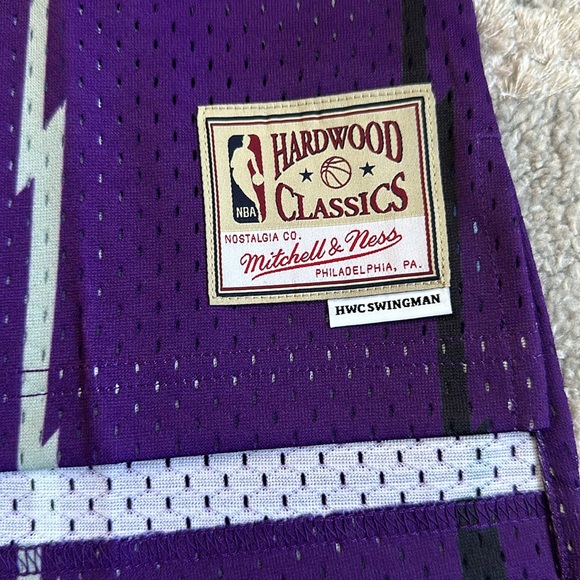 HARDWOOD
NBA
CLASSICS
NOSTALGIA CO.
Mitchell & Ness
PHILADELPHIA, PA.
HWC SWINGMAN